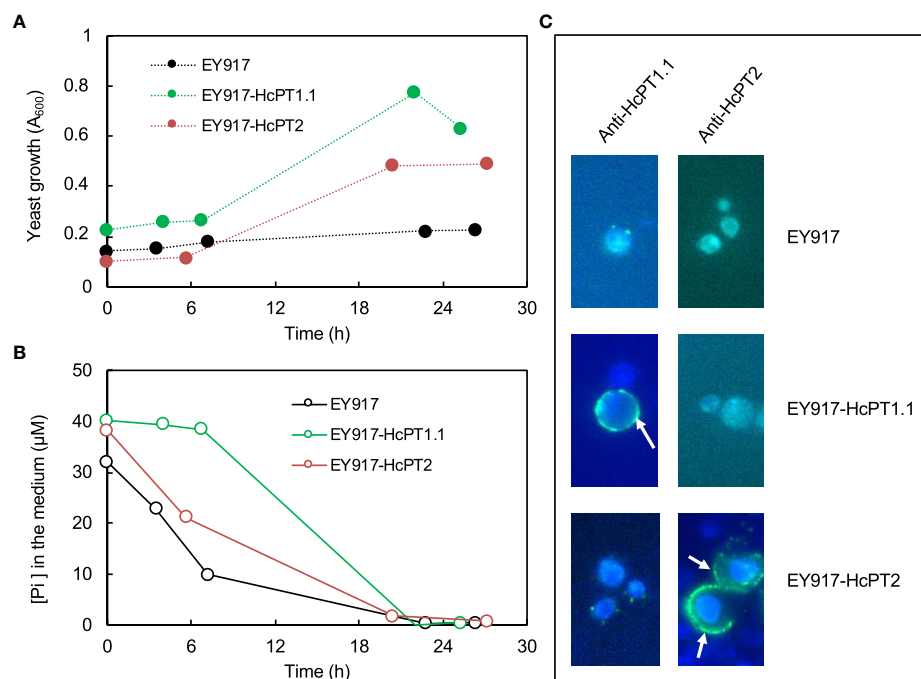 A
Yeast growth (A600)
1
0.8
0.6
0.4
0.2
0
EY917
EY917-HcPT1.1
EY917-HcPT2
0 6 12 18 24 30
Time (h)
B
[Pi ] in the medium (µM)
50
40
30
20
10
0
EY917
EY917-HcPT1.1
EY917-HcPT2
0 6 12 18 24 30
Time (h)
C
Anti-HcPT1.1
Anti-HcPT2
EY917
EY917-HcPT1.1
EY917-HcPT2